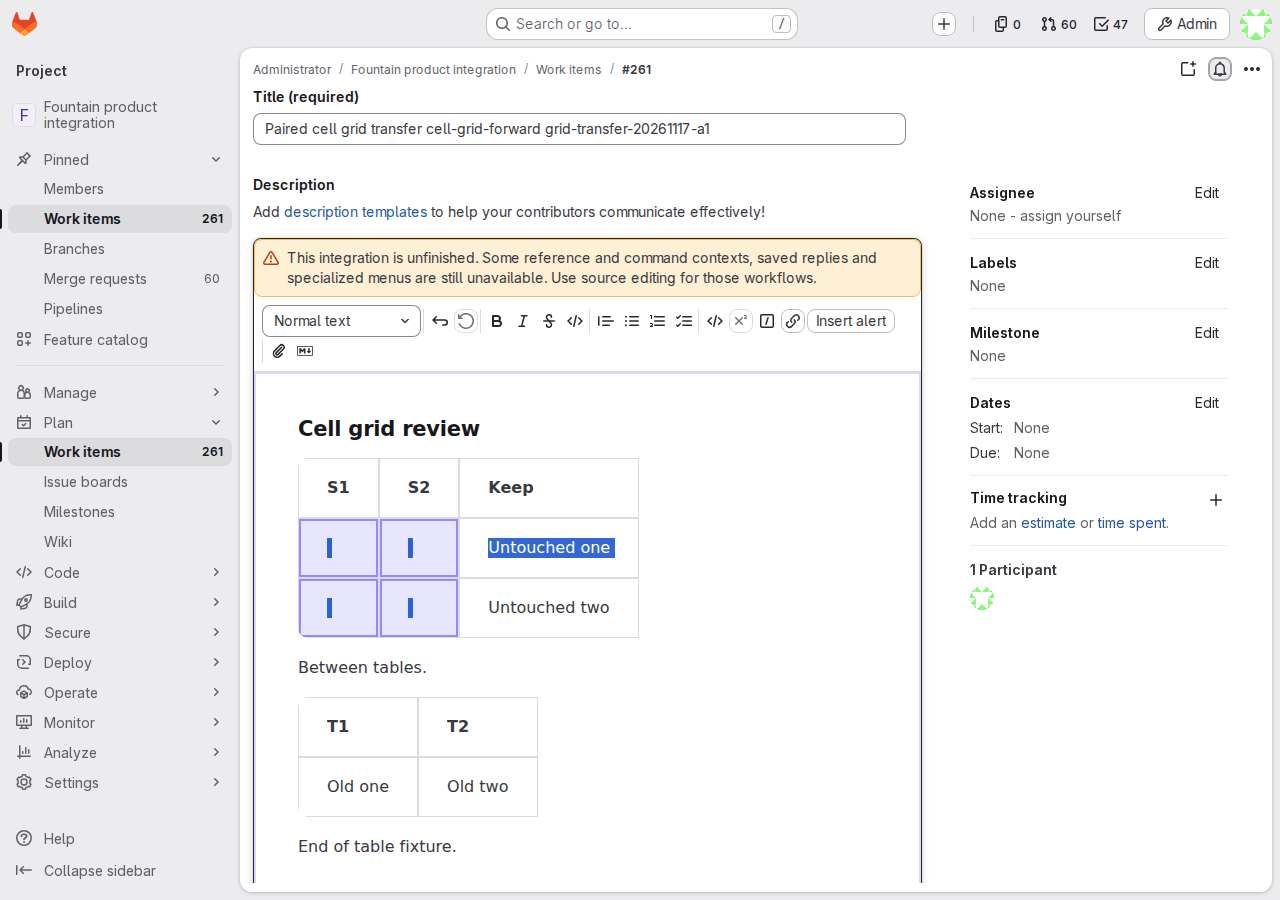 Search or go to...
/
0
60
47
Admin
Project
F
Fountain product integration
Pinned
Members
Work items 261
Branches
Merge requests 60
Pipelines
Feature catalog
Manage
Plan
Work items 261
Issue boards
Milestones
Wiki
Code
Build
Secure
Deploy
Operate
Monitor
Analyze
Settings
Help
Collapse sidebar
Administrator / Fountain product integration / Work items / #261
Title (required)
Paired cell grid transfer cell-grid-forward grid-transfer-20261117-a1
Description
Add description templates to help your contributors communicate effectively!
This integration is unfinished. Some reference and command contexts, saved replies and
specialized menus are still unavailable. Use source editing for those workflows.
Normal text
Insert alert
Cell grid review
S1 S2 Keep
Untouched one
Untouched two
Between tables.
T1 T2
Old one Old two
End of table fixture.
Assignee Edit
None - assign yourself
Labels Edit
None
Milestone Edit
None
Dates Edit
Start: None
Due: None
Time tracking
Add an estimate or time spent.
1 Participant